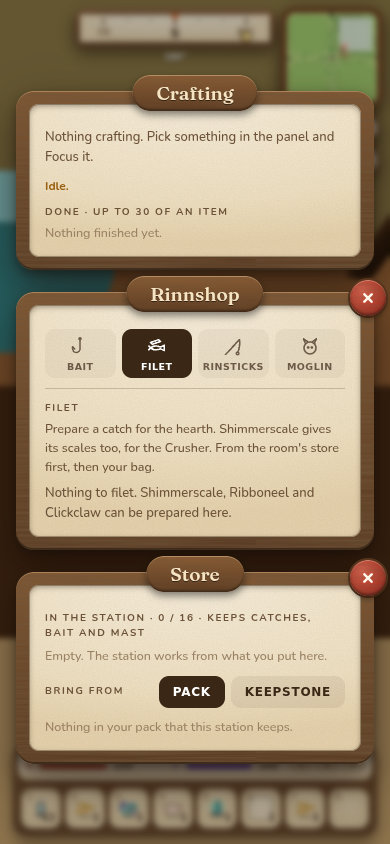 Crafting
Nothing crafting. Pick something in the panel and
Focus it.
Idle.
DONE · UP TO 30 OF AN ITEM
Nothing finished yet.
Rinnshop
BAIT
FILET
RINSTICKS
MOGLIN
FILET
Prepare a catch for the hearth. Shimmerscale gives
its scales too, for the Crusher. From the room's store
first, then your bag.
Nothing to filet. Shimmerscale, Ribboneel and
Clickclaw can be prepared here.
Store
IN THE STATION · 0 / 16 · KEEPS CATCHES,
BAIT AND MAST
Empty. The station works from what you put here.
BRING FROM
PACK
KEEPSTONE
Nothing in your pack that this station keeps.